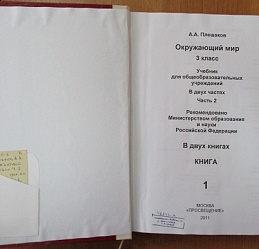 А.А. Плешаков
Окружающий мир
3 класс
Учебник
для общеобразовательных
учреждений
В двух частях
Часть 2
Рекомендовано
Министерством образования
и науки
Российской Федерации
В двух книгах
КНИГА
1
МОСКВА
«ПРОСВЕЩЕНИЕ»
2011